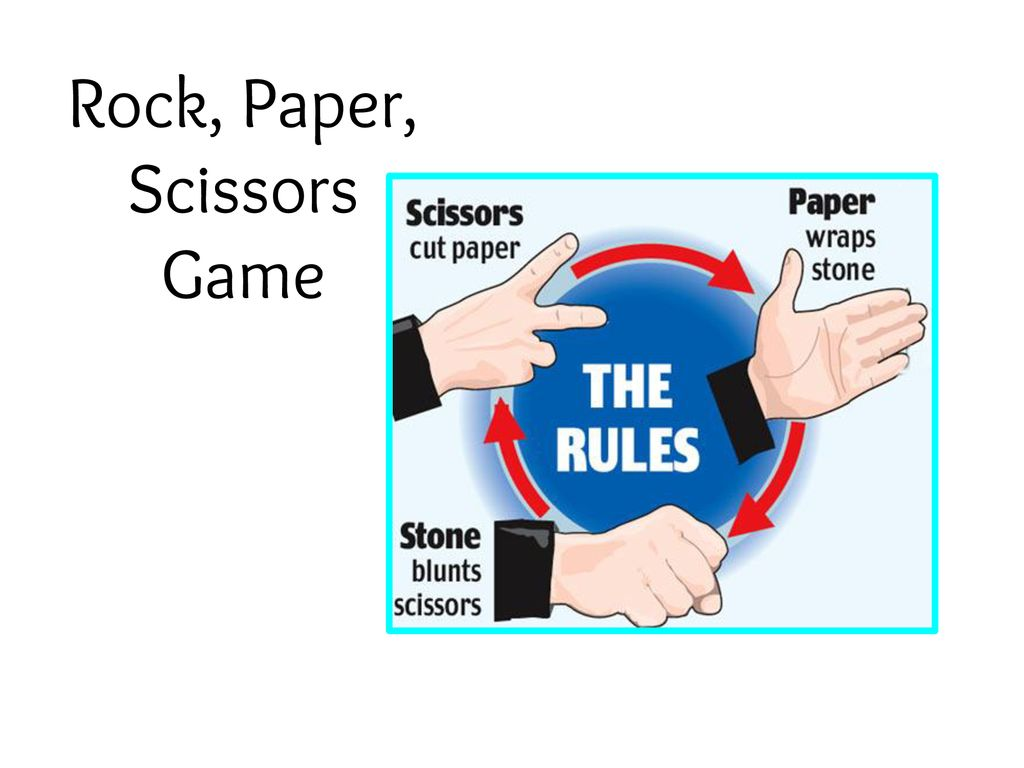 Rock, Paper,
Scissors
Game
Scissors
cut paper
Paper
wraps
stone
THE
RULES
Stone
blunts
scissors